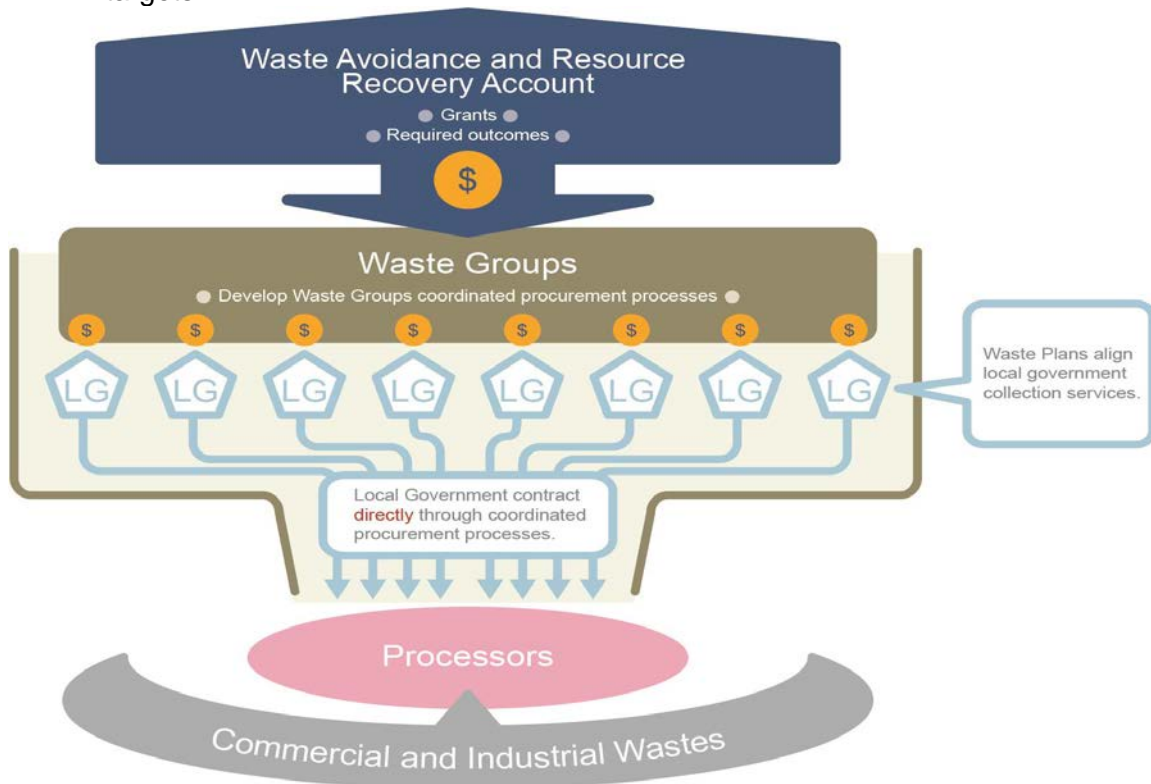 targets
Waste Avoidance and Resource
Recovery Account
Grants
Required outcomes
$
Waste Groups
Develop Waste Groups coordinated procurement processes
$ $ $ $ $ $ $ $
LG LG LG LG LG LG LG LG
Waste Plans align
local government
collection services.
Local Government contract
directly through coordinated
procurement processes.
Processors
Commercial and Industrial Wastes